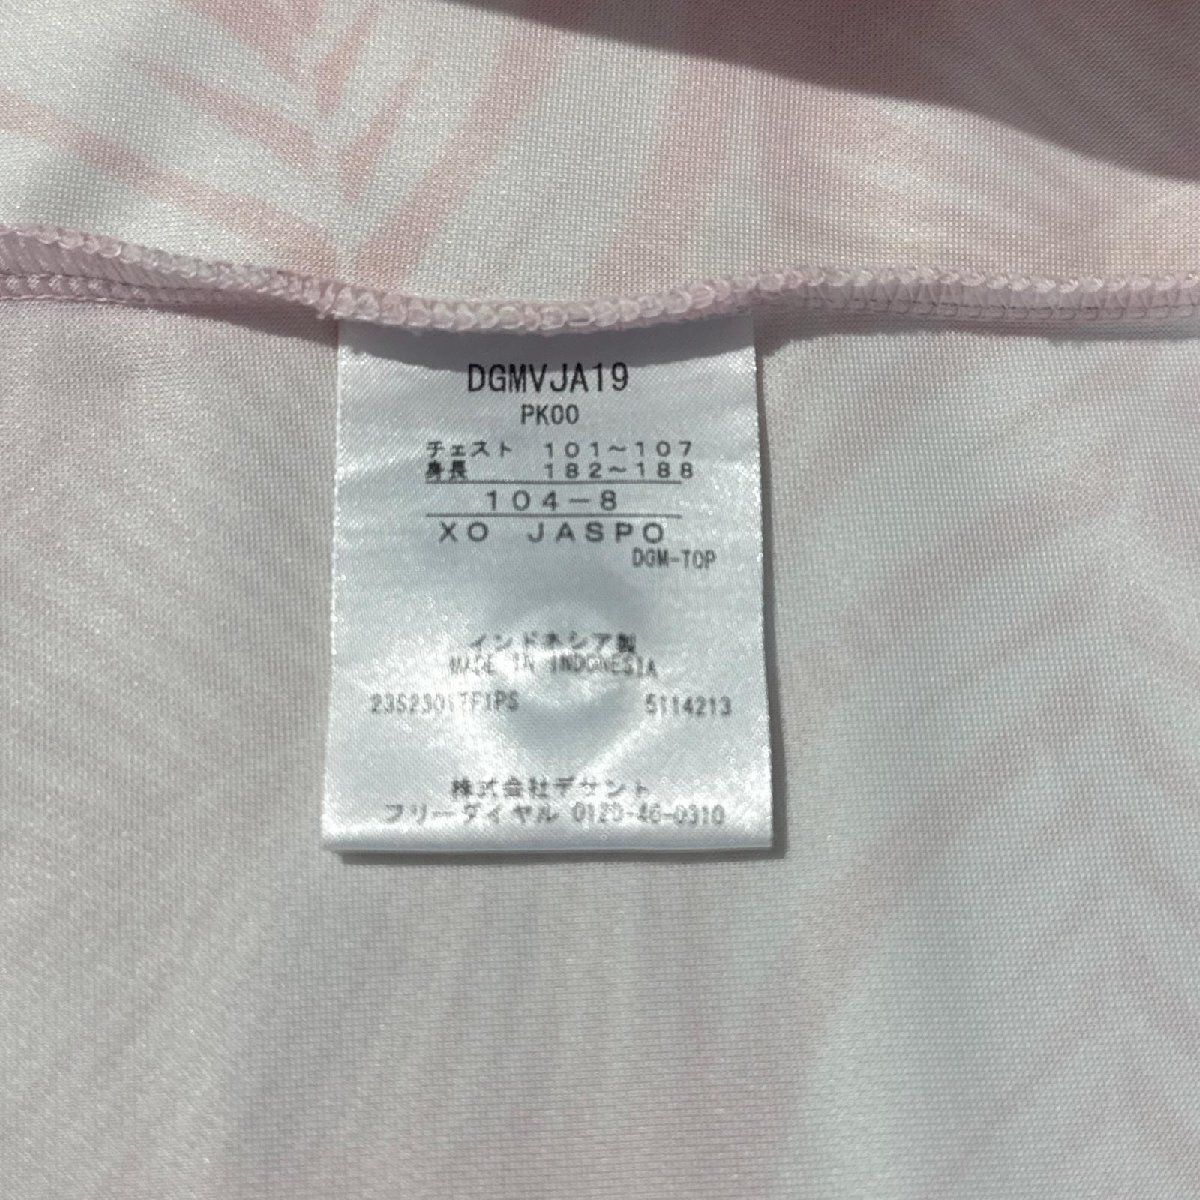 DGMVJA19
PK00
チェスト 101～107
身長 182～188
104-8
XO JASPO
DGM-TOP
インドネシア製
MADE IN INDONESIA
5114213
株式会社デサント
フリーダイヤル 0120-46-0310